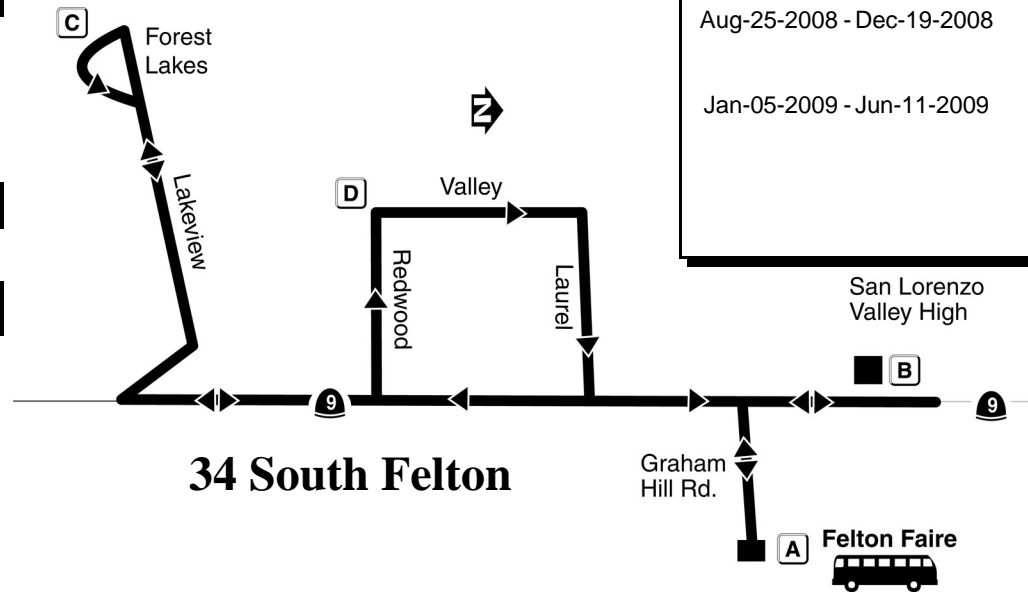 Aug-25-2008 - Dec-19-2008
Jan-05-2009 - Jun-11-2009
C
Forest
Lakes
N
Lakeview
D
Valley
Redwood
Laurel
San Lorenzo
Valley High
B
9
9
34 South Felton
Graham
Hill Rd.
A
Felton Faire